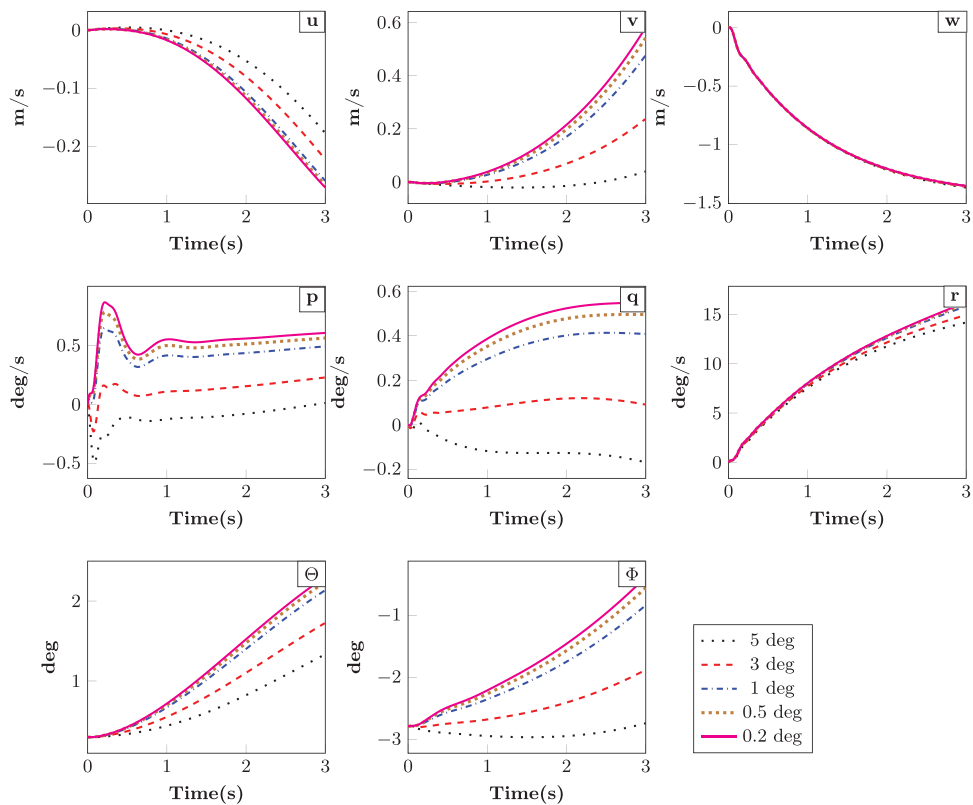 u
0
−0.1
−0.2
m/s
0 1 2 3
Time(s)
v
0.6
0.4
0.2
0
m/s
0 1 2 3
Time(s)
w
0
−0.5
−1
−1.5
m/s
0 1 2 3
Time(s)
p
0.5
0
−0.5
deg/s
0 1 2 3
Time(s)
q
0.6
0.4
0.2
0
−0.2
deg/s
0 1 2 3
Time(s)
r
15
10
5
0
deg/s
0 1 2 3
Time(s)
Θ
2
1
deg
0 1 2 3
Time(s)
Φ
−1
−2
−3
deg
0 1 2 3
Time(s)
5 deg
3 deg
1 deg
0.5 deg
0.2 deg